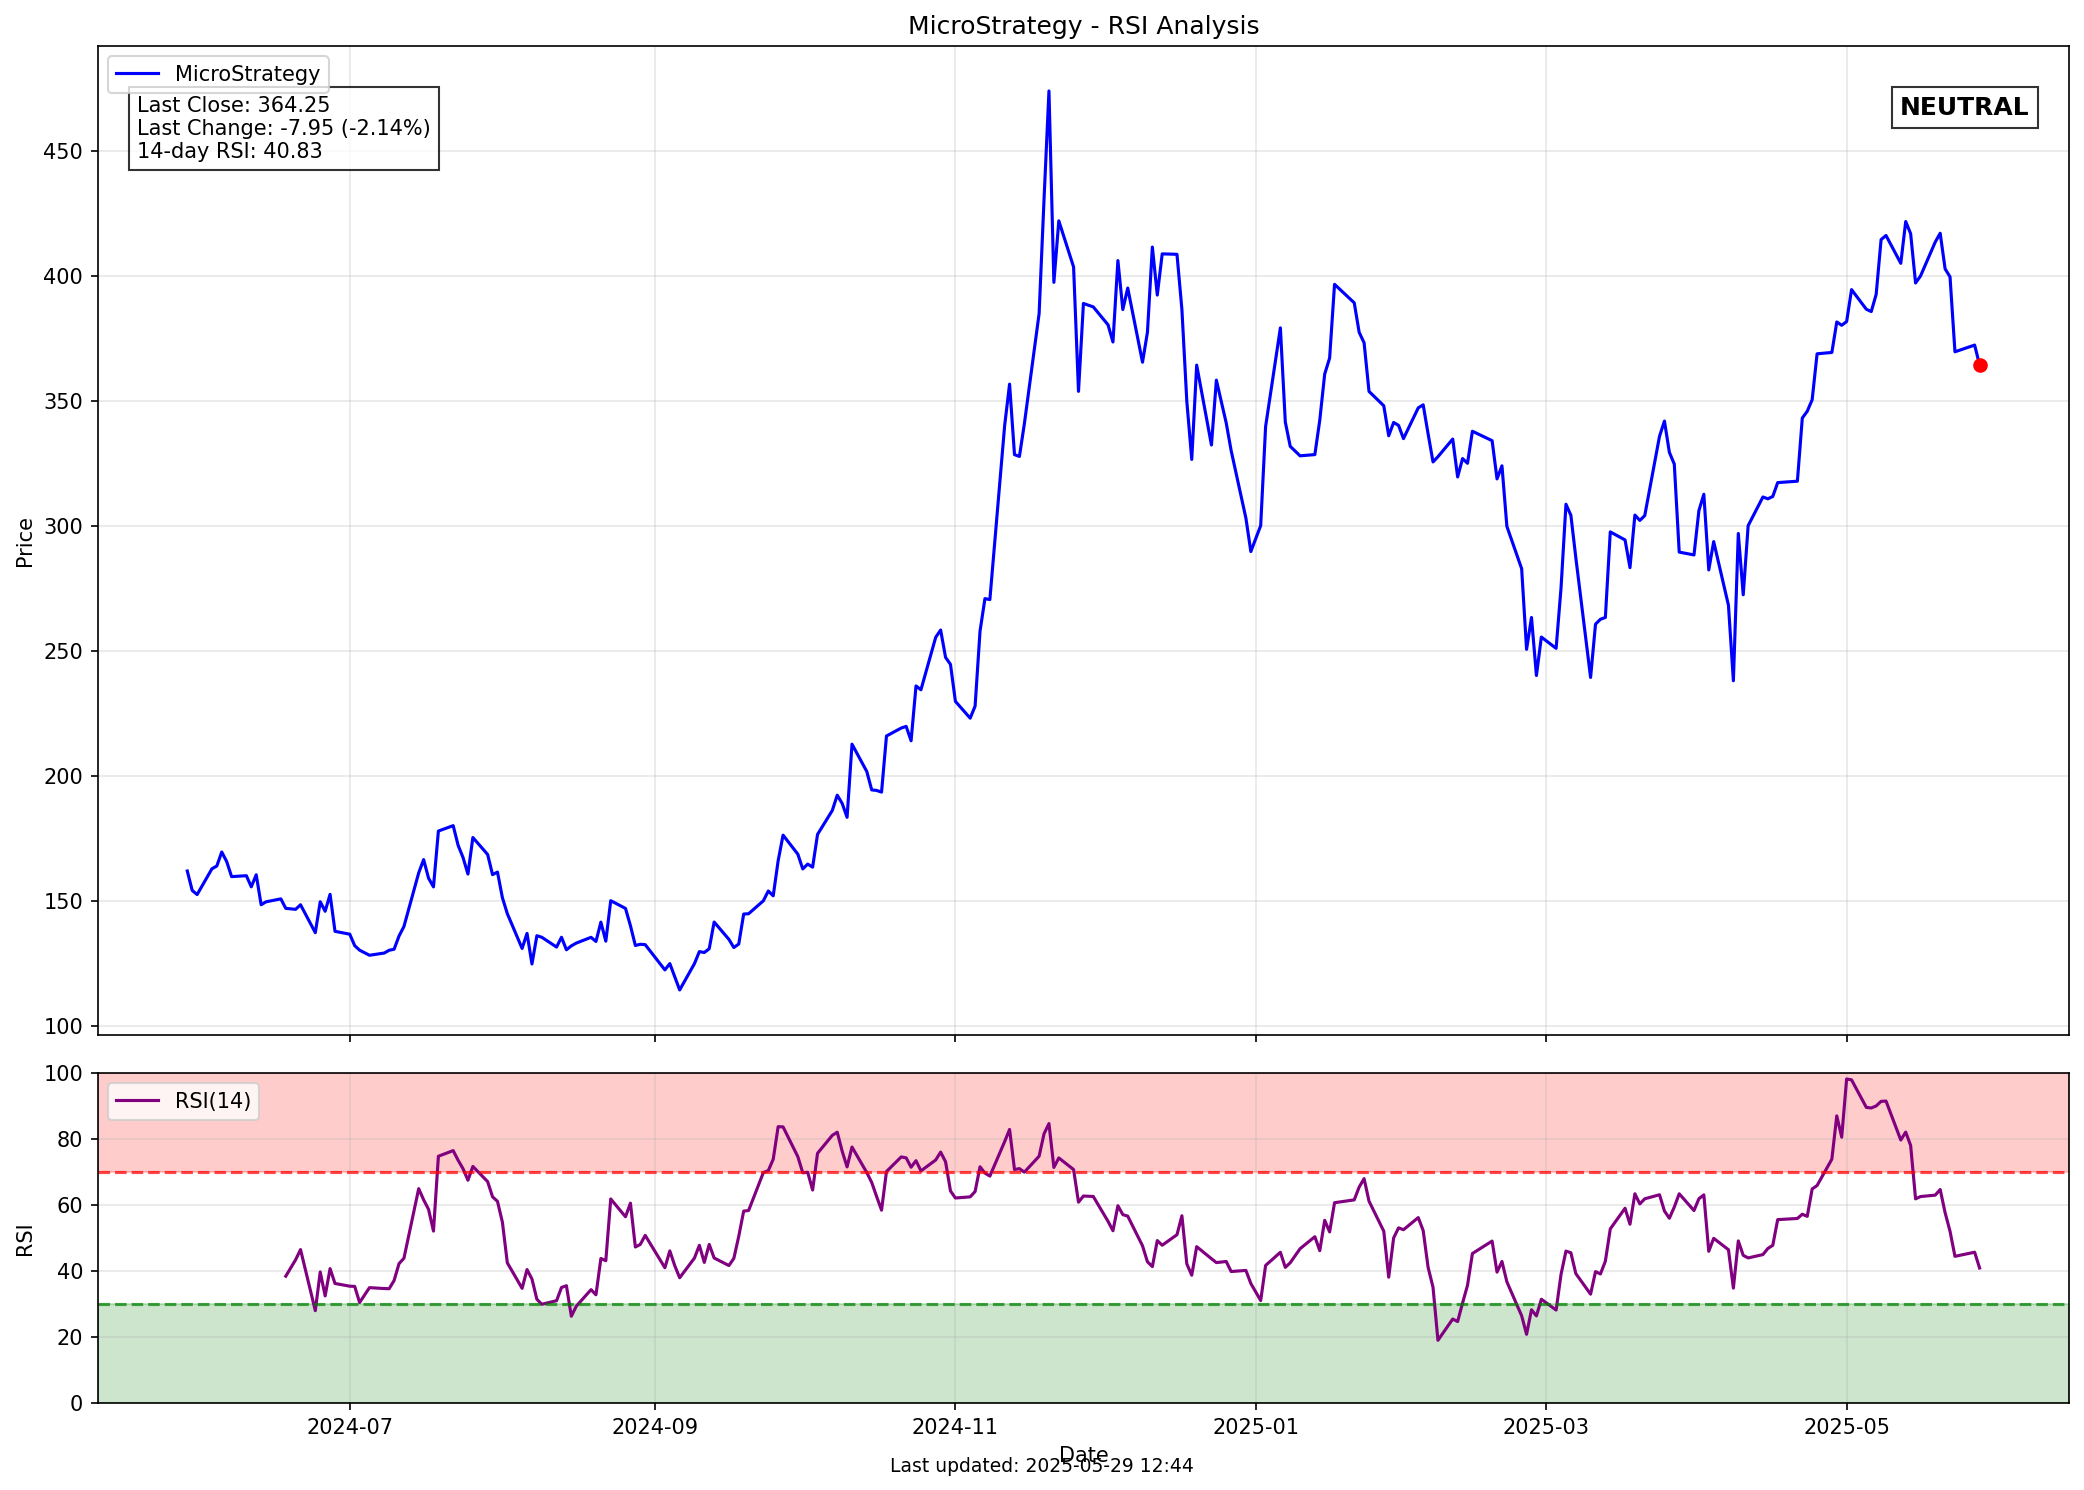 MicroStrategy - RSI Analysis
MicroStrategy
Last Close: 364.25
Last Change: -7.95 (-2.14%)
14-day RSI: 40.83
NEUTRAL
Price
450
400
350
300
250
200
150
100
RSI(14)
RSI
100
80
60
40
20
0
2024-07 2024-09 2024-11 2025-01 2025-03 2025-05
Date
Last updated: 2025-05-29 12:44